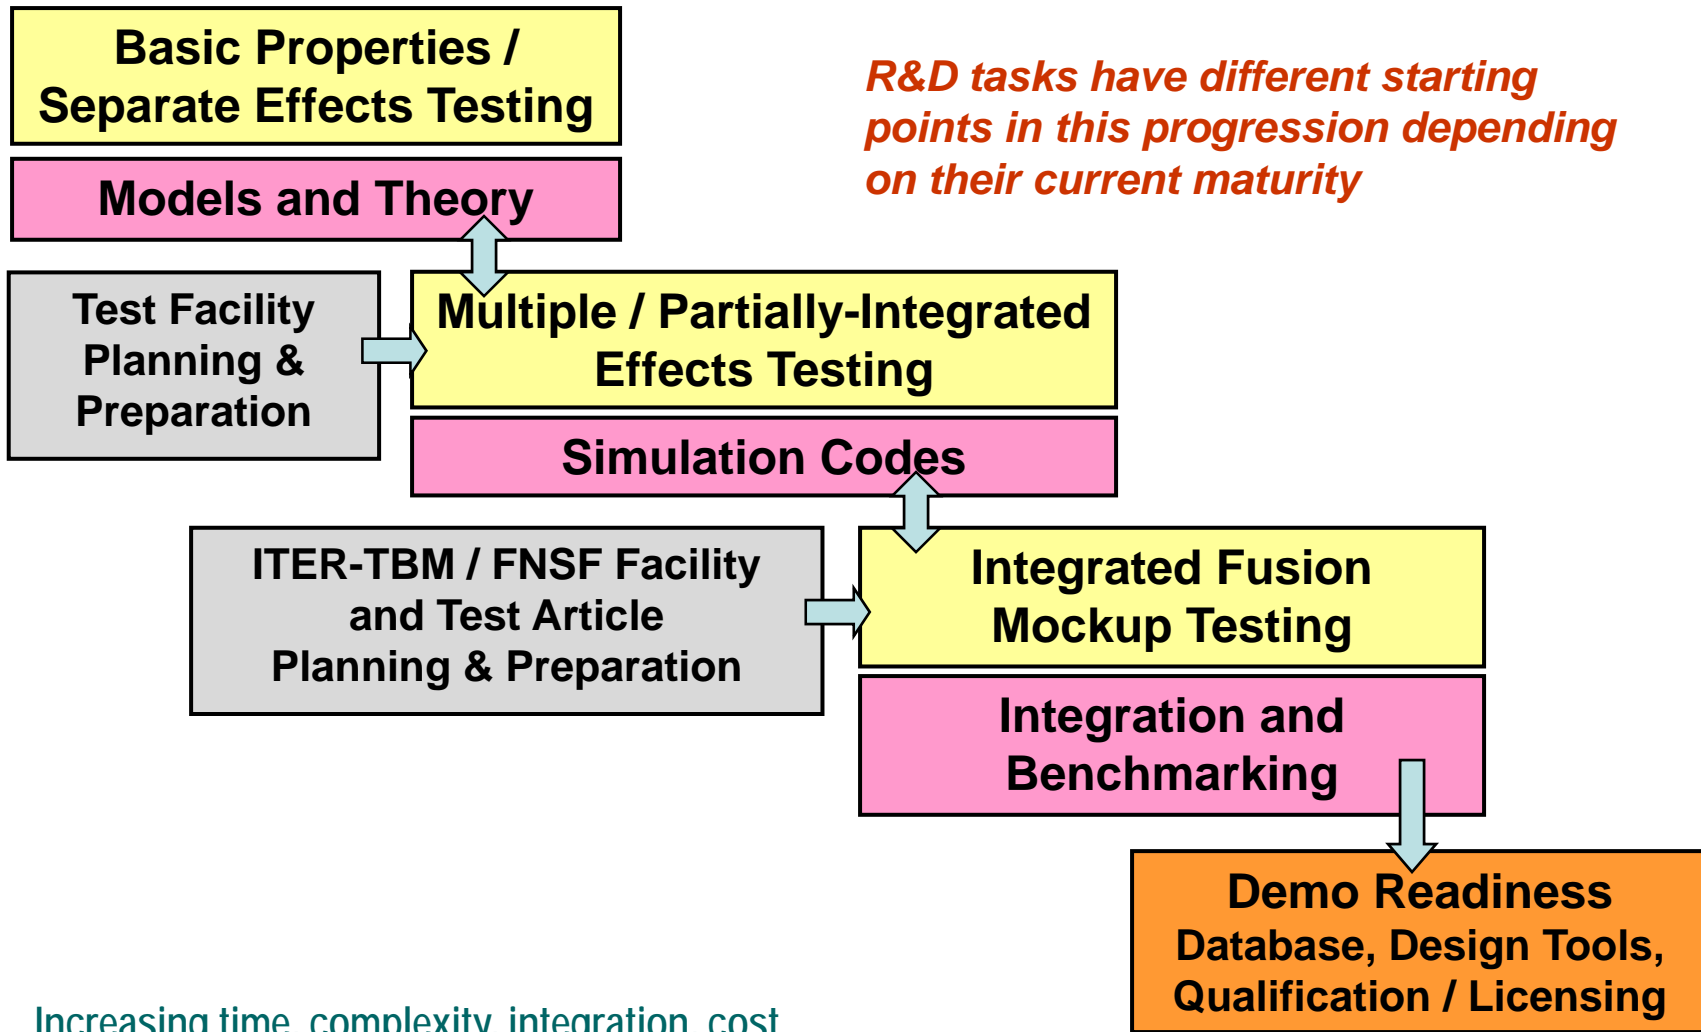 Basic Properties /
Separate Effects Testing
R&D tasks have different starting
points in this progression depending
on their current maturity
Models and Theory
Test Facility
Planning &
Preparation
Multiple / Partially-Integrated
Effects Testing
Simulation Codes
ITER-TBM / FNSF Facility
and Test Article
Planning & Preparation
Integrated Fusion
Mockup Testing
Integration and
Benchmarking
Demo Readiness
Database, Design Tools,
Qualification / Licensing
Increasing time, complexity, integration, cost